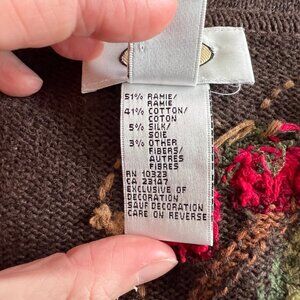 51% RAMIE/
RAMIE
41% COTTON/
COTON
5% SILK/
SOIE
3% OTHER
FIBERS/
AUTRES
FIBRES
RN 10323
CA 23147
EXCLUSIVE OF
DECORATION
SAUF DECORATION
CARE ON REVERSE